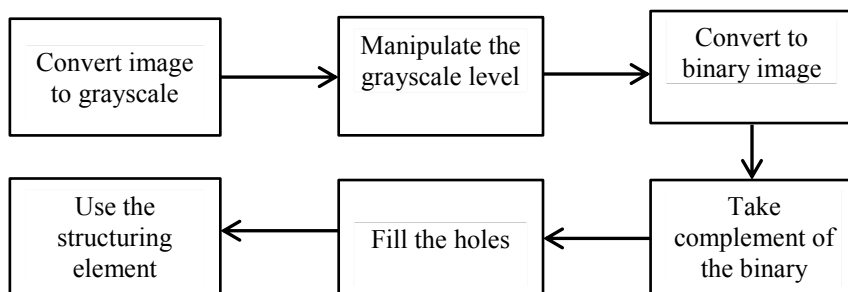 Convert image
to grayscale
Manipulate the
grayscale level
Convert to
binary image
Take
complement of
the binary
Fill the holes
Use the
structuring
element